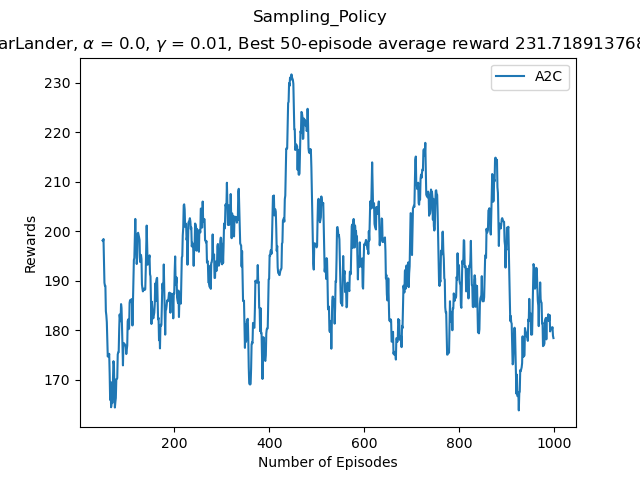 Sampling_Policy
arLander, α = 0.0, γ = 0.01, Best 50-episode average reward 231.718913768
A2C
230
220
210
200
190
180
170
Rewards
200
400
600
800
1000
Number of Episodes